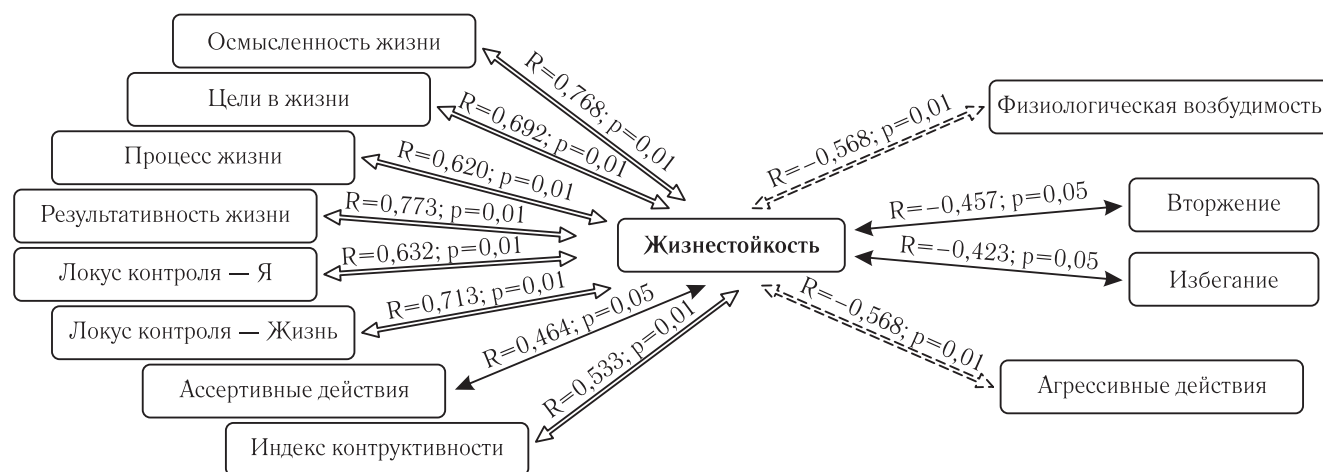 Осмысленность жизни
Цели в жизни
Процесс жизни
Результативность жизни
Локус контроля — Я
Локус контроля — Жизнь
Ассертивные действия
Индекс контруктивности
R=0,768; p=0,01
R=0,692; p=0,01
R=0,620; p=0,01
R=0,773; p=0,01
R=0,632; p=0,01
R=0,713; p=0,01
R=0,464; p=0,05
R=0,533; p=0,01
Жизнестойкость
R=−0,568; p=0,01
R=−0,457; p=0,05
R=−0,423; p=0,05
R=−0,568; p=0,01
Физиологическая возбудимость
Вторжение
Избегание
Агрессивные действия